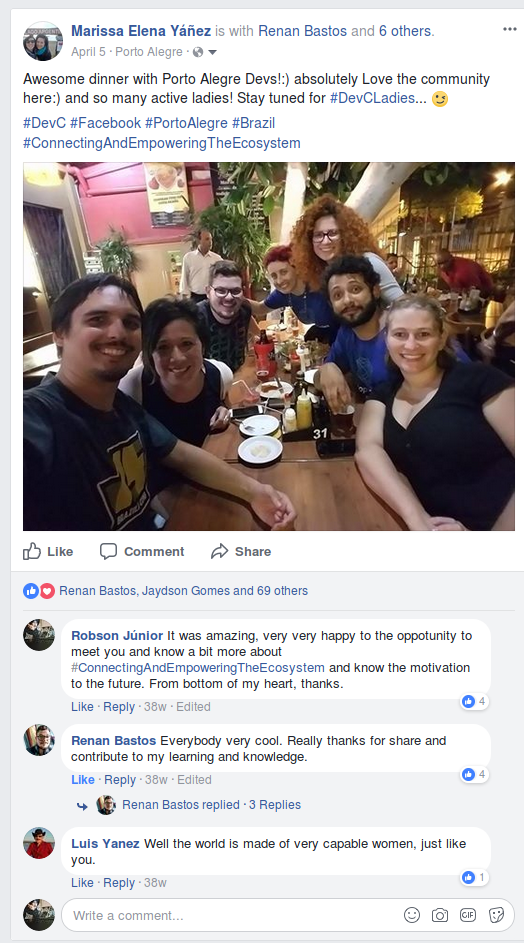 Marissa Elena Yáñez is with Renan Bastos and 6 others.
April 5 · Porto Alegre ·
Awesome dinner with Porto Alegre Devs!:) absolutely Love the community
here:) and so many active ladies! Stay tuned for #DevCLadies...
#DevC #Facebook #PortoAlegre #Brazil
#ConnectingAndEmpoweringTheEcosystem
31
Like Comment Share
Renan Bastos, Jaydson Gomes and 69 others
Robson Júnior It was amazing, very very happy to the oppotunity to
meet you and know a bit more about
#ConnectingAndEmpoweringTheEcosystem and know the motivation
to the future. From bottom of my heart, thanks.
Like · Reply · 38w · Edited 4
Renan Bastos Everybody very cool. Really thanks for share and
contribute to my learning and knowledge.
Like · Reply · 38w · Edited 4
Renan Bastos replied · 3 Replies
Luis Yanez Well the world is made of very capable women, just like
you.
Like · Reply · 38w 1
Write a comment...
GIF